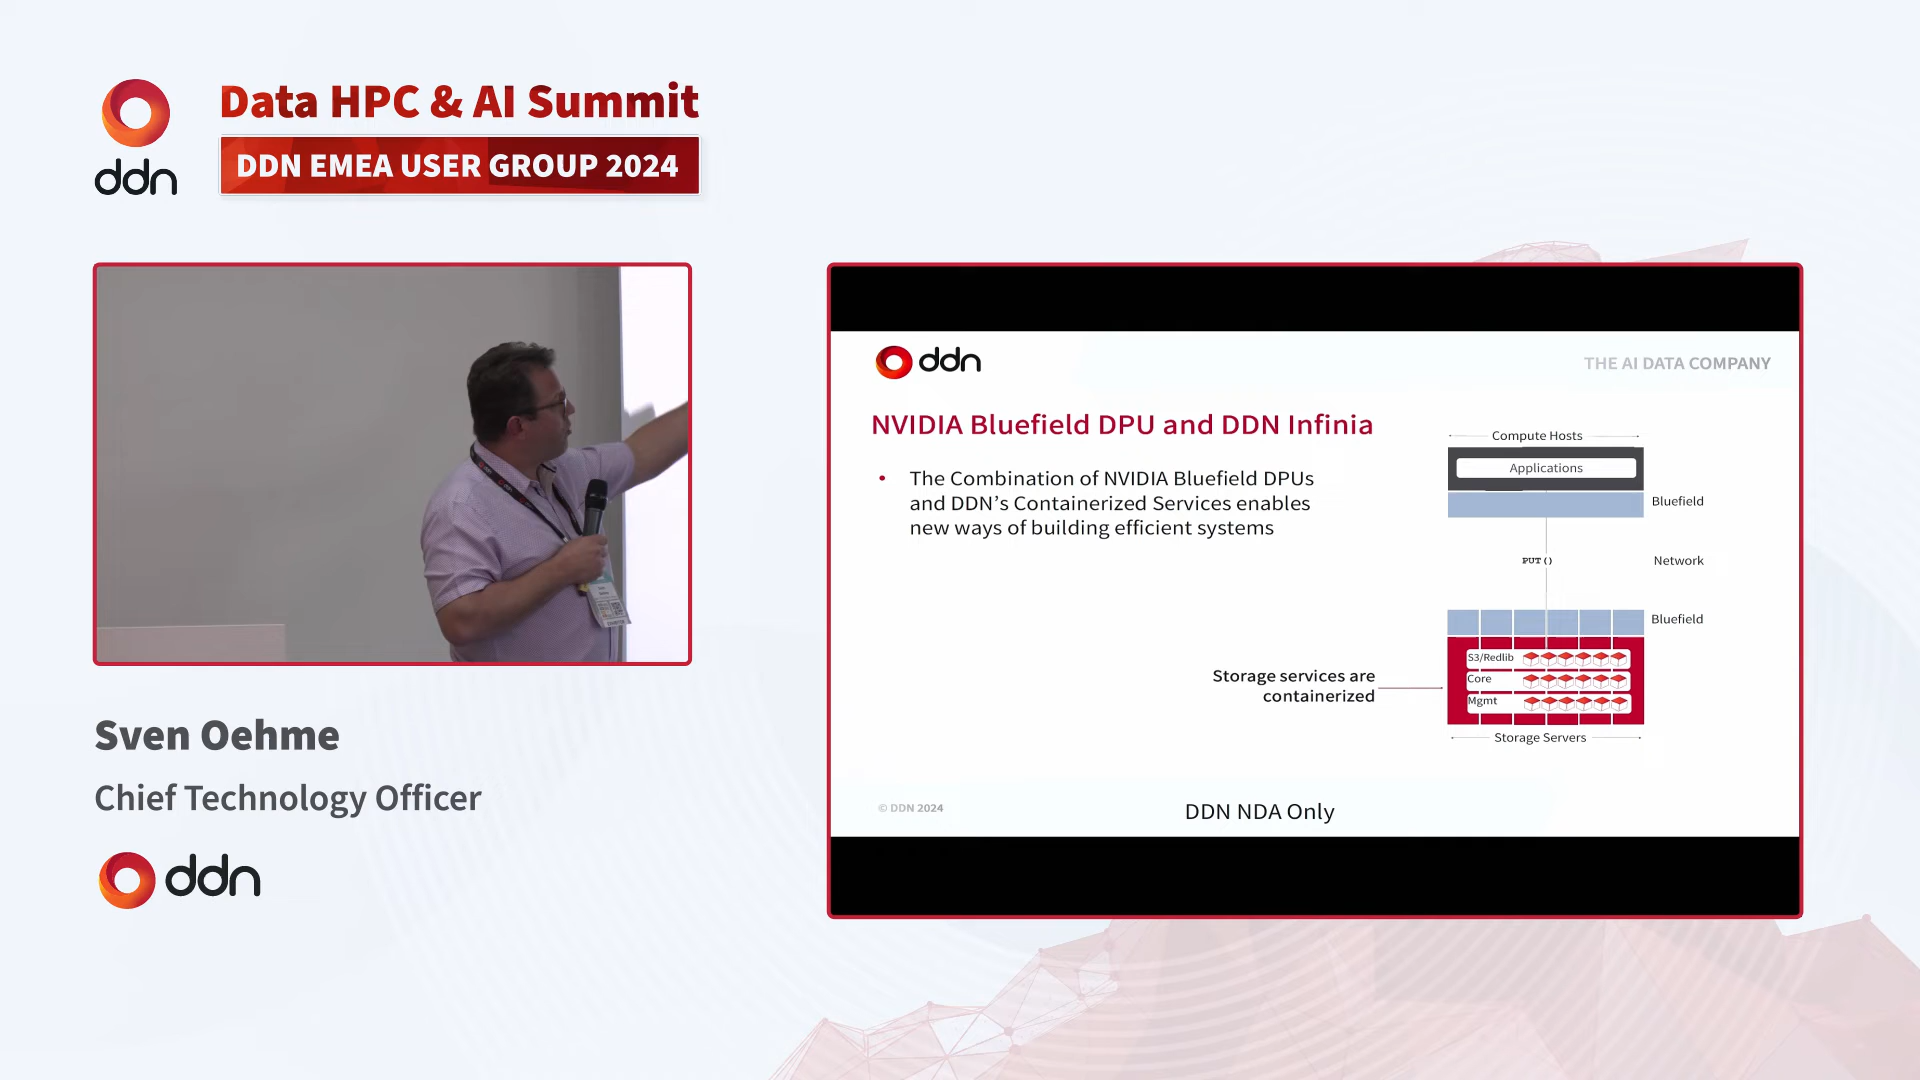 Data HPC & AI Summit
ddn
DDN EMEA USER GROUP 2024
Sven Oehme
Chief Technology Officer
ddn
ddn
THE AI DATA COMPANY
NVIDIA Bluefield DPU and DDN Infinia
• The Combination of NVIDIA Bluefield DPUs
and DDN’s Containerized Services enables
new ways of building efficient systems
Compute Hosts
Applications
Bluefield
PUT()
Network
Bluefield
S3/Redlib
Core
Mgmt
Storage services are
containerized
Storage Servers
© DDN 2024
DDN NDA Only